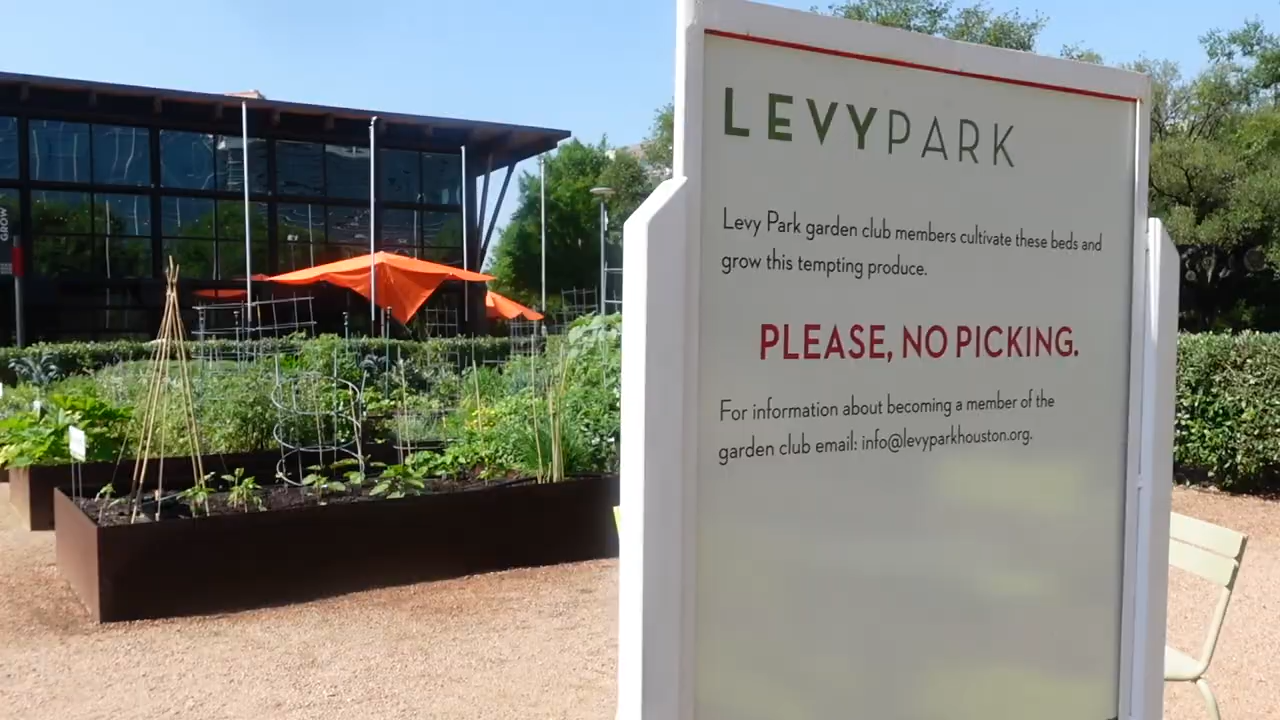 LEVYPARK
Levy Park garden club members cultivate these beds and
grow this tempting produce.
PLEASE, NO PICKING.
For information about becoming a member of the
garden club email: info@levyparkhouston.org.
GROW